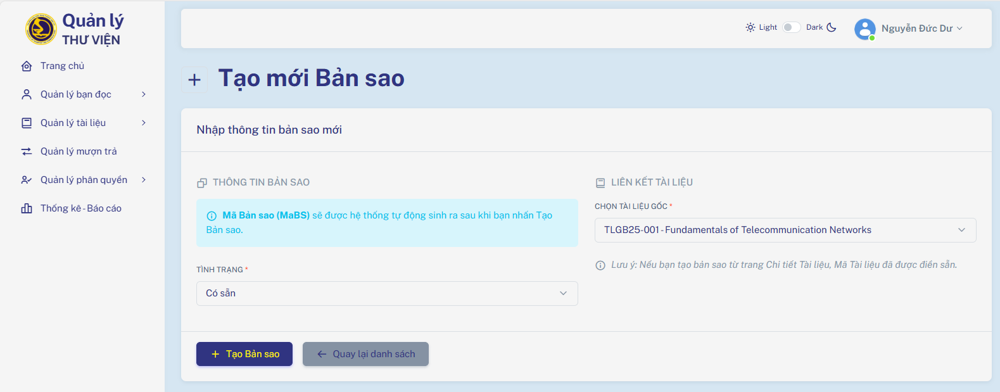 Quản lý
THƯ VIỆN
Trang chủ
Quản lý bạn đọc
Quản lý tài liệu
Quản lý mượn trả
Quản lý phân quyền
Thống kê - Báo cáo
Light
Dark
Nguyễn Đức Dư
Tạo mới Bản sao
Nhập thông tin bản sao mới
THÔNG TIN BẢN SAO
Mã Bản sao (MaBS) sẽ được hệ thống tự động sinh ra sau khi bạn nhấn Tạo
Bản sao.
TÌNH TRẠNG *
Có sẵn
LIÊN KẾT TÀI LIỆU
CHỌN TÀI LIỆU GỐC *
TLGB25-001 - Fundamentals of Telecommunication Networks
Lưu ý: Nếu bạn tạo bản sao từ trang Chi tiết Tài liệu, Mã Tài liệu đã được điền sẵn.
Tạo Bản sao
Quay lại danh sách